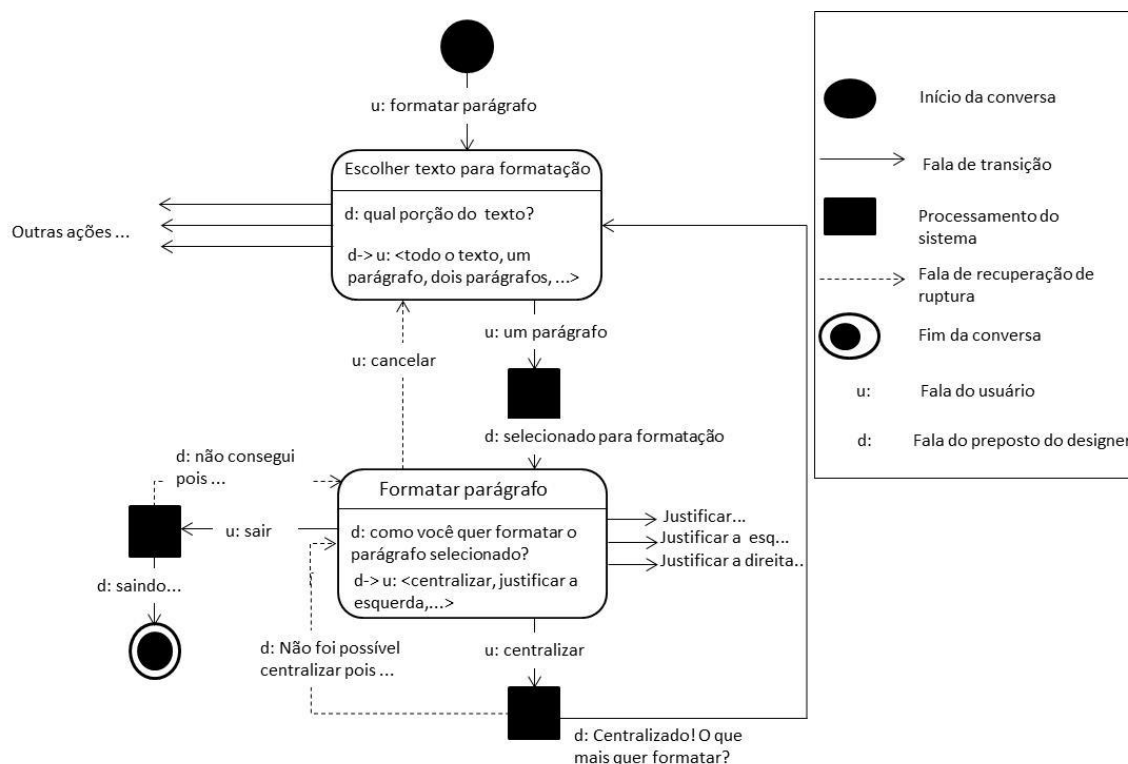 u: formatar parágrafo
Escolher texto para formatação
d: qual porção do texto?
d-> u: <todo o texto, um
parágrafo, dois parágrafos, ...>
Outras ações ...
u: cancelar
u: um parágrafo
d: selecionado para formatação
d: não consegui
pois ...
u: sair
d: saindo...
Formatar parágrafo
d: como você quer formatar o
parágrafo selecionado?
d-> u: <centralizar, justificar a
esquerda,...>
Justificar...
Justificar a esq...
Justificar a direita..
d: Não foi possível
centralizar pois ...
u: centralizar
d: Centralizado! O que
mais quer formatar?
Início da conversa
Fala de transição
Processamento do
sistema
Fala de recuperação de
ruptura
Fim da conversa
u: Fala do usuário
d: Fala do preposto do designer